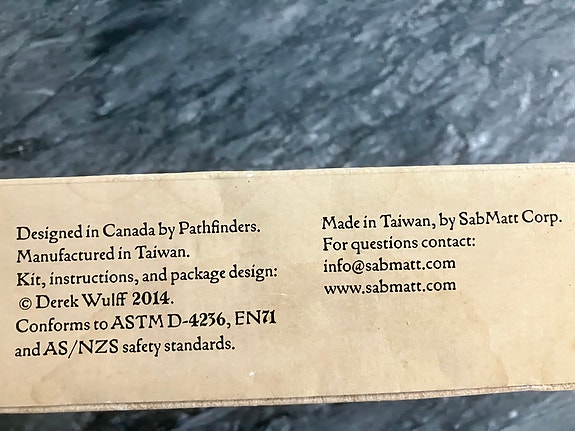 Designed in Canada by Pathfinders.
Manufactured in Taiwan.
Kit, instructions, and package design:
© Derek Wulff 2014.
Conforms to ASTM D-4236, EN71
and AS/NZS safety standards.
Made in Taiwan, by SabMatt Corp.
For questions contact:
info@sabmatt.com
www.sabmatt.com